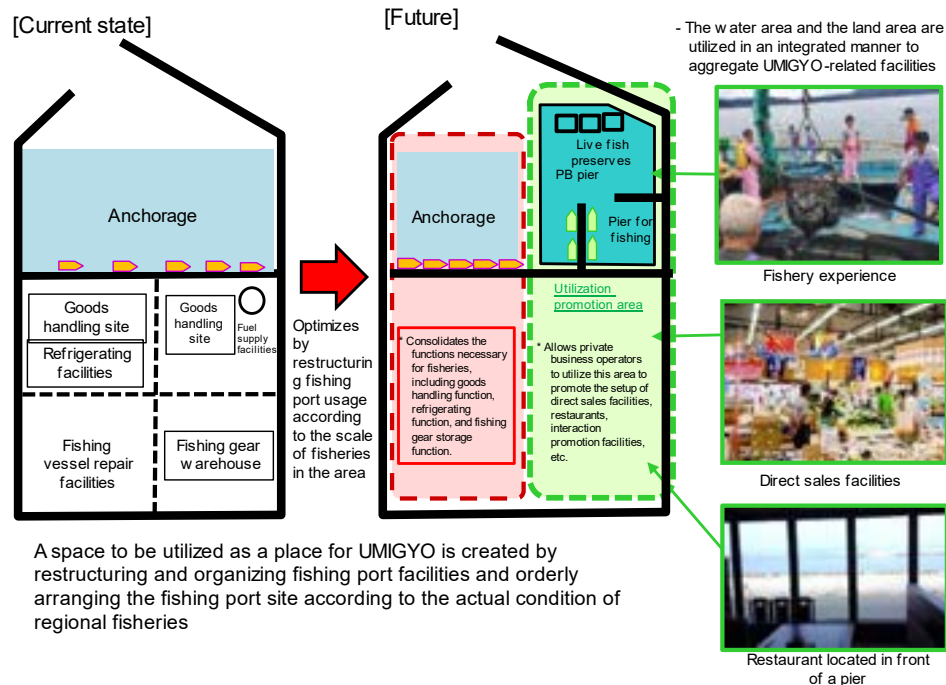 [Current state]
[Future]
- The water area and the land area are
utilized in an integrated manner to
aggregate UMIGYO-related facilities
Anchorage
Goods
handling site
Refrigerating
facilities
Goods
handling
site
Fuel
supply
facilities
Fishing
vessel repair
facilities
Fishing gear
warehouse
Optimizes
by
restructurin
g fishing
port usage
according
to the scale
of fisheries
in the area
Anchorage
Live fish
preserves
PB pier
Pier for
fishing
Utilization
promotion area
* Consolidates the
functions necessary
for fisheries,
including goods
handling function,
refrigerating
function, and fishing
gear storage
function.
* Allows private
business operators
to utilize this area to
promote the setup of
direct sales facilities,
restaurants,
interaction
promotion facilities,
etc.
Fishery experience
Direct sales facilities
Restaurant located in front
of a pier
A space to be utilized as a place for UMIGYO is created by
restructuring and organizing fishing port facilities and orderly
arranging the fishing port site according to the actual condition of
regional fisheries